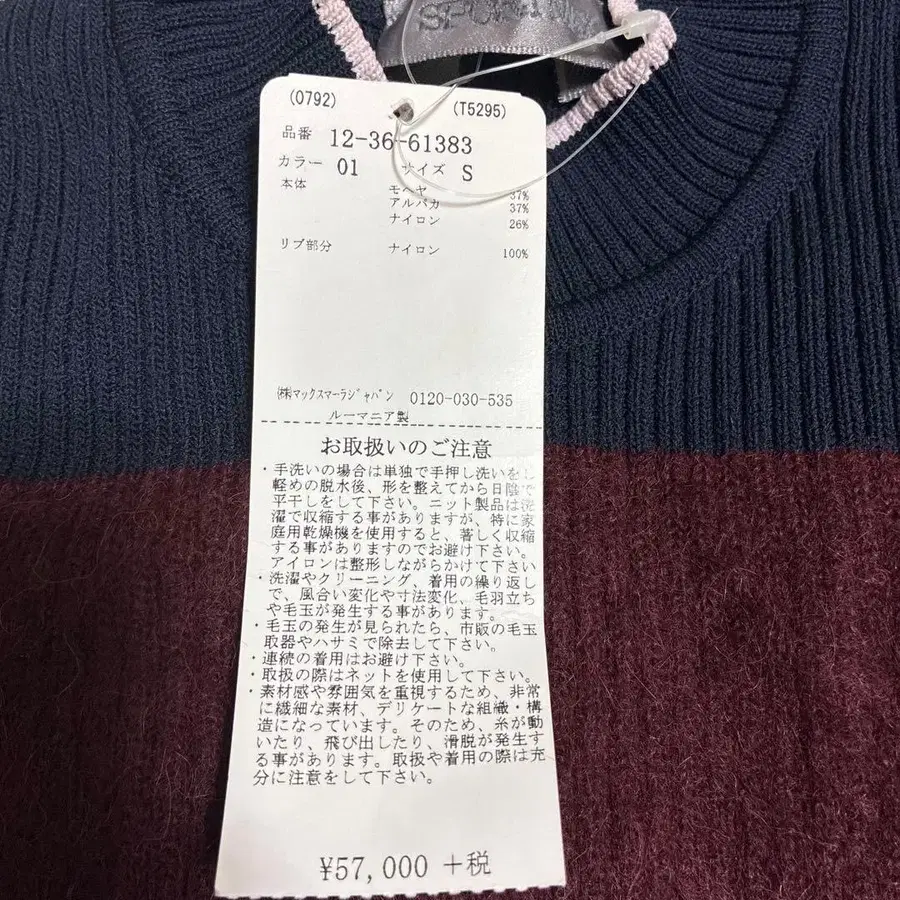 (0792) (T5295)
品番 12-36-61383
カラー 01 サイズ S
本体 モヘヤ 37%
アルパカ 37%
ナイロン 26%
リブ部分 ナイロン 100%
㈱マックスマーラジャパン 0120-030-535
ルーマニア製
お取扱いのご注意
・手洗いの場合は単独で手押し洗いをし
軽めの脱水後、形を整えてから日陰で
平干しをして下さい。ニット製品は洗
濯で収縮する事がありますが、特に家
庭用乾燥機を使用すると、著しく収縮
する事がありますのでお避け下さい。
アイロンは整形しながらかけて下さい
・洗濯やクリーニング、着用の繰り返し
で、風合い変化や寸法変化、毛羽立ち
や毛玉が発生する事があります。
・毛玉の発生が見られたら、市販の毛玉
取器やハサミで除去して下さい。
・連続の着用はお避け下さい。
・取扱の際はネットを使用して下さい。
・素材感や雰囲気を重視するため、非常
に繊細な素材、デリケートな組織・構
造になっています。そのため、糸が動
いたり、飛び出したり、滑脱が発生す
る事があります。取扱や着用の際は充
分に注意をして下さい。
¥57,000 +税